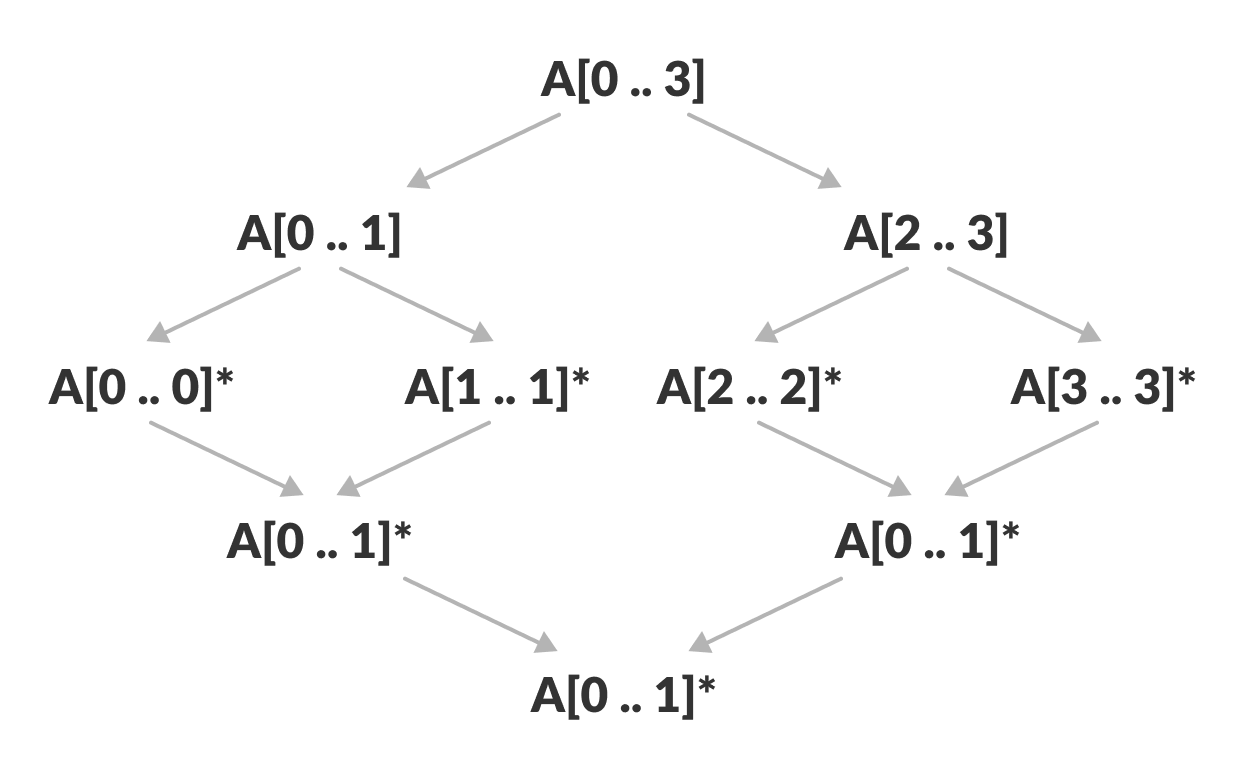 A[0 .. 3]
A[0 .. 1] A[2 .. 3]
A[0 .. 0]* A[1 .. 1]* A[2 .. 2]* A[3 .. 3]*
A[0 .. 1]* A[0 .. 1]*
A[0 .. 1]*